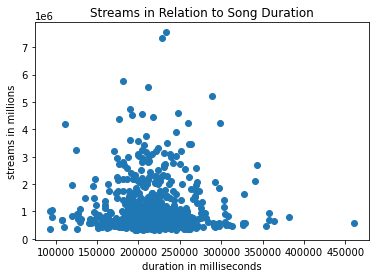 Streams in Relation to Song Duration
1e6
7
6
5
4
3
2
1
0
streams in millions
100000 150000 200000 250000 300000 350000 400000 450000
duration in milliseconds